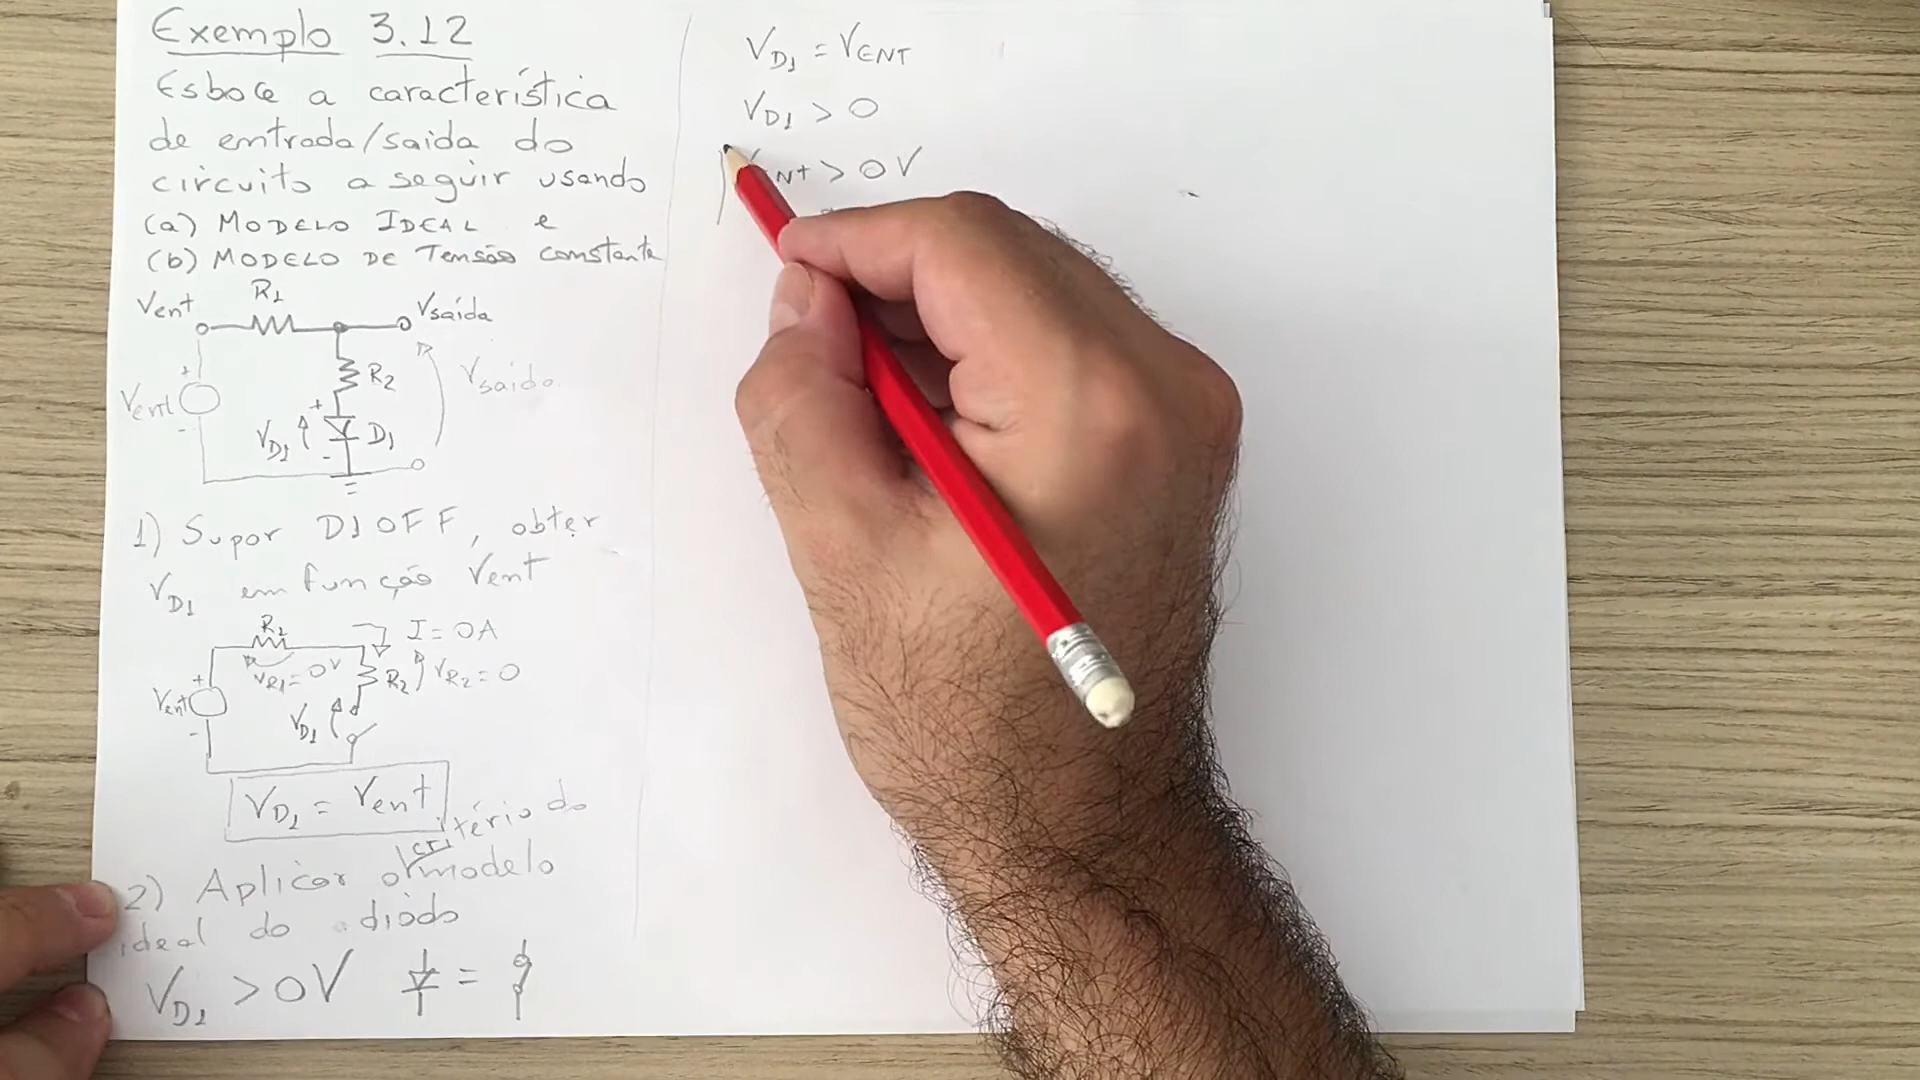 Exemplo 3.12
Esboce a característica
de entrada/saída do
circuito a seguir usando
(a) MODELO IDEAL e
(b) MODELO DE Tensão constante
Vent
R1
Vsaída
R2
Vsaida
Vent
+
-
VD1
+
-
D1
1) Supor D1 OFF, obter
VD1 em função Vent
R1
I = 0A
VR1 = 0V
R2
VR2 = 0
Vent
+
-
VD1
VD1 = Vent
2) Aplicar o critério do modelo
ideal do diodo
VD1 > 0V
=
VD1 = VENT
VD1 > 0
> 0V